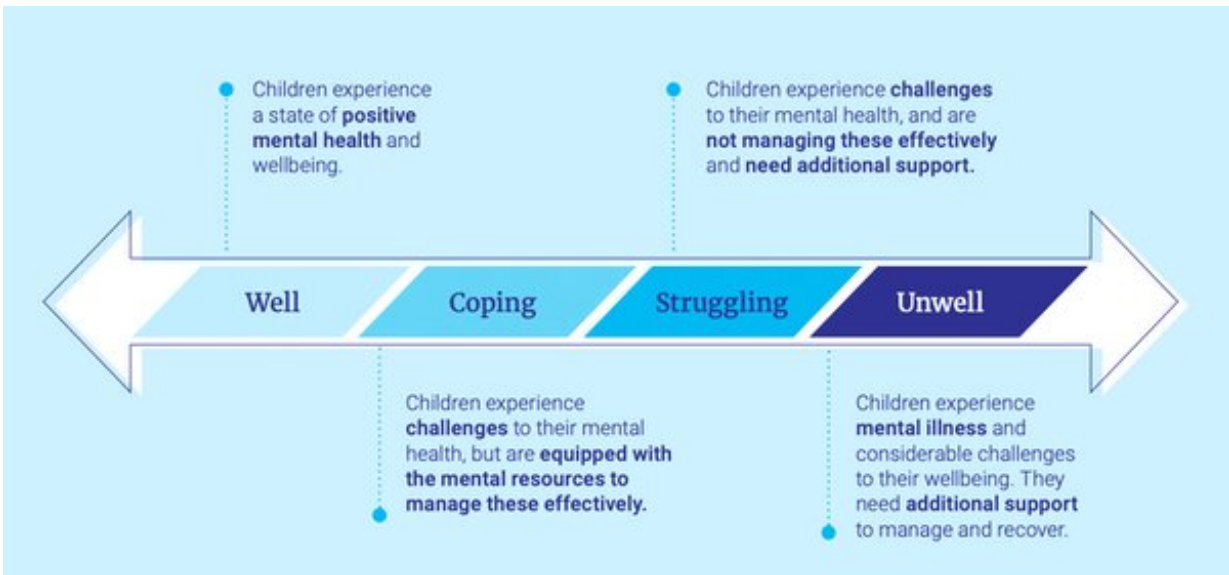 Children experience
a state of positive
mental health and
wellbeing.
Children experience challenges
to their mental health, and are
not managing these effectively
and need additional support.
Well
Coping
Struggling
Unwell
Children experience
challenges to their mental
health, but are equipped with
the mental resources to
manage these effectively.
Children experience
mental illness and
considerable challenges
to their wellbeing. They
need additional support
to manage and recover.